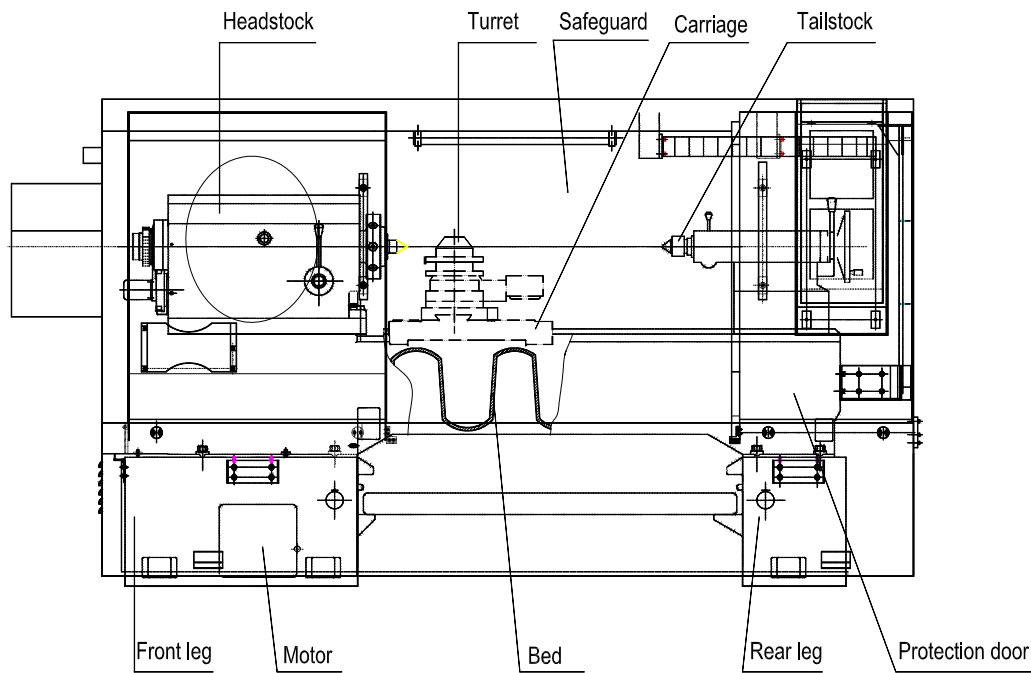 Headstock
Turret
Safeguard
Carriage
Tailstock
Front leg
Motor
Bed
Rear leg
Protection door